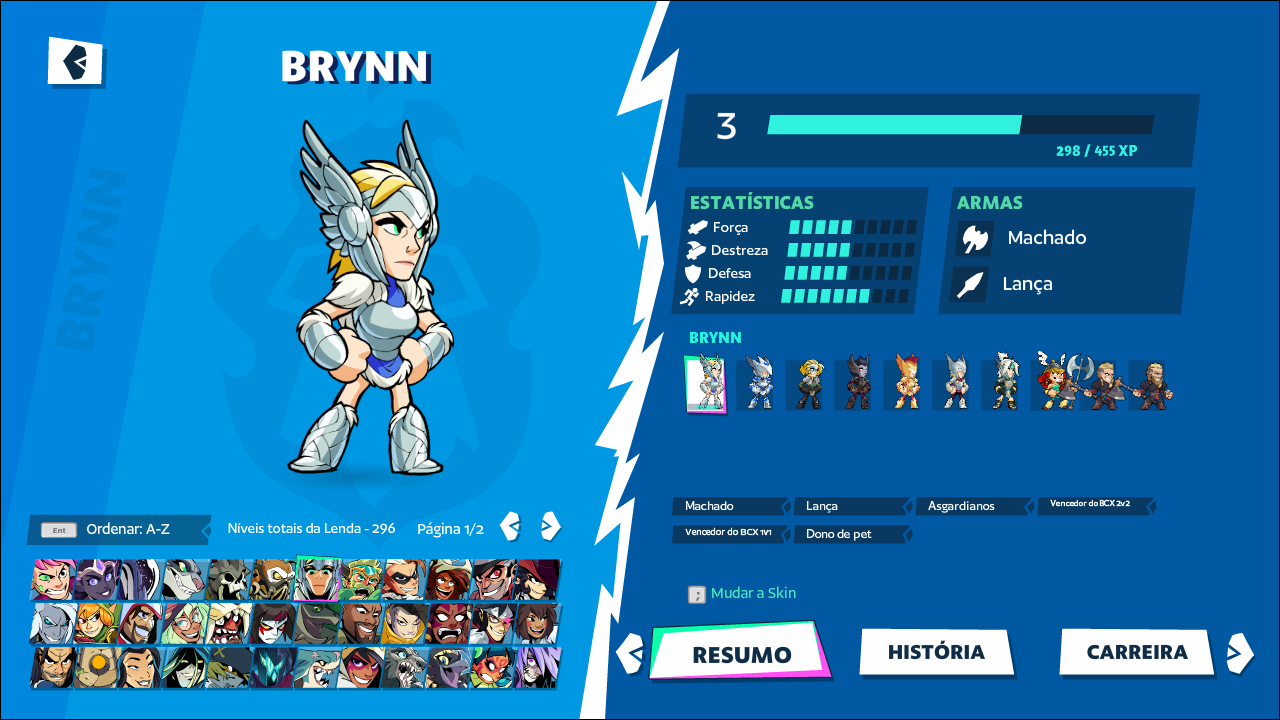 BRYNN
BRYNN
Ent Ordenar: A-Z
Níveis totais da Lenda - 296
Página 1/2
3
298 / 455 XP
ESTATÍSTICAS
Força
Destreza
Defesa
Rapidez
ARMAS
Machado
Lança
BRYNN
Machado
Lança
Asgardianos
Vencedor do BCX 2v2
Vencedor do BCX 1v1
Dono de pet
; Mudar a Skin
RESUMO
HISTÓRIA
CARREIRA